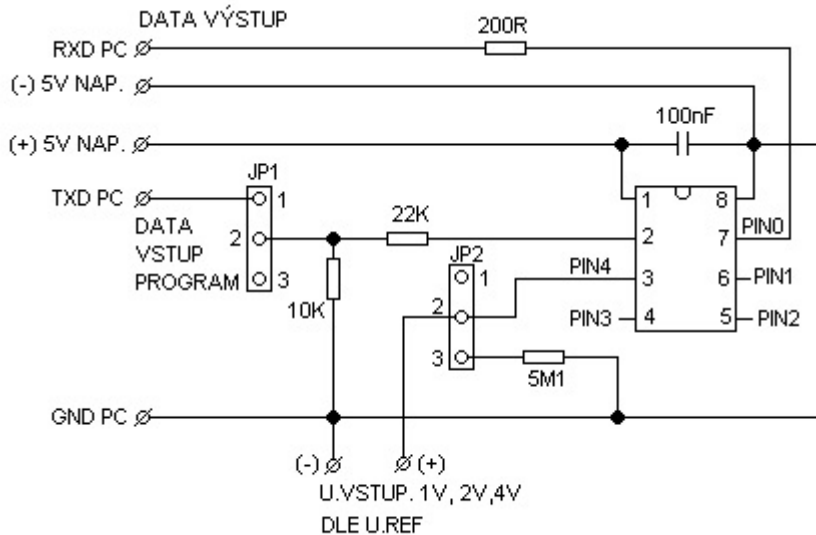 DATA VÝSTUP
RXD PC
200R
(-) 5V NAP.
100nF
(+) 5V NAP.
JP1
TXD PC
1
1
8
22K
DATA
2
2
7
PIN0
VSTUP
JP2
PROGRAM
3
1
PIN4
3
6
PIN1
10K
2
PIN3
4
5
PIN2
3
5M1
GND PC
(-)
(+)
U.VSTUP. 1V, 2V,4V
DLE U.REF